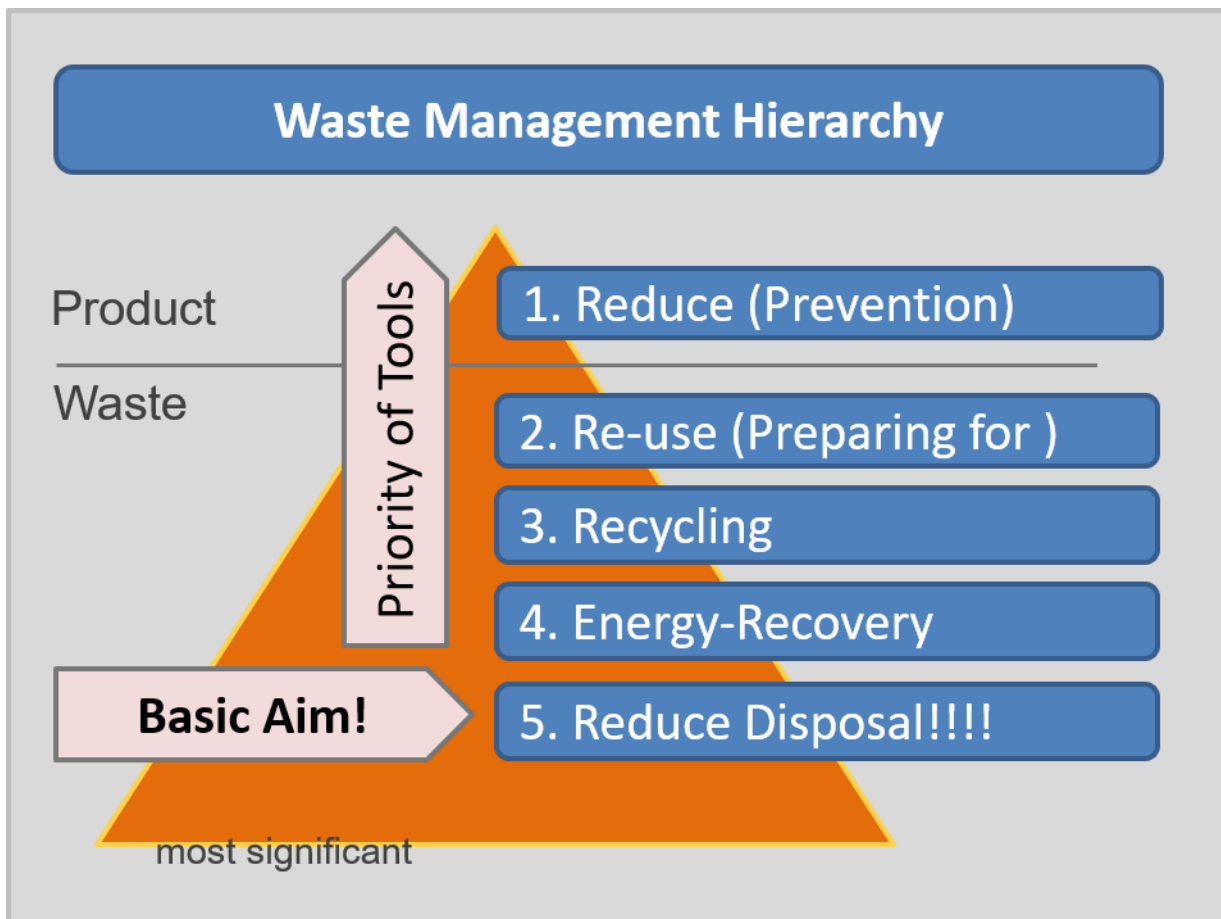 Waste Management Hierarchy
Product
Waste
Priority of Tools
1. Reduce (Prevention)
2. Re-use (Preparing for )
3. Recycling
4. Energy-Recovery
Basic Aim!
5. Reduce Disposal!!!!
most significant